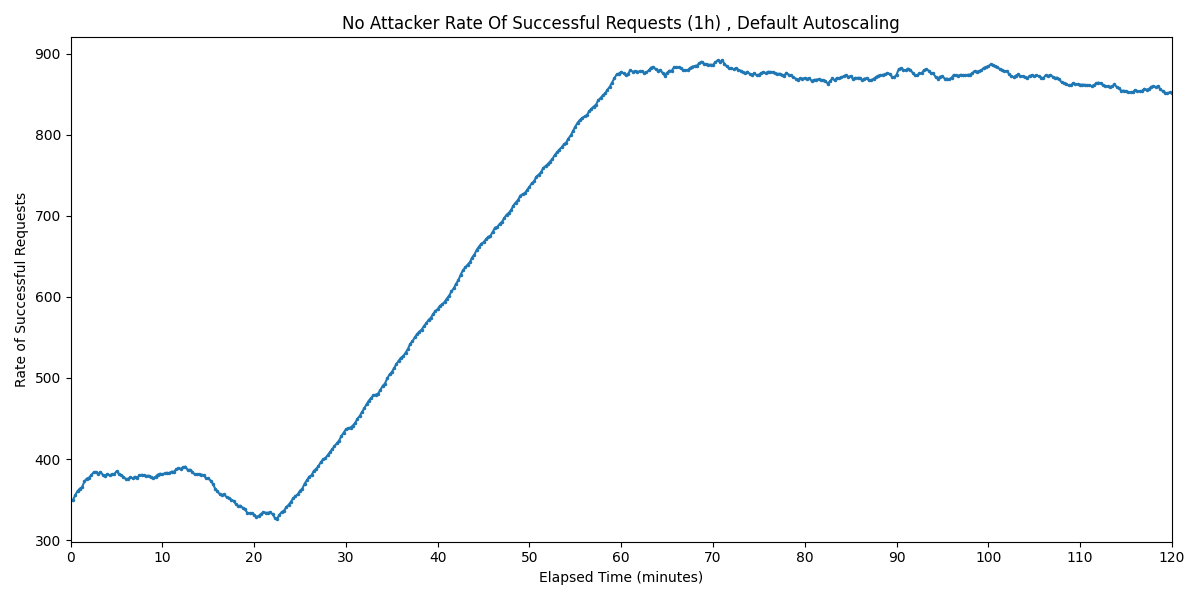 No Attacker Rate Of Successful Requests (1h) , Default Autoscaling
900
800
700
600
500
400
300
Rate of Successful Requests
0 10 20 30 40 50 60 70 80 90 100 110 120
Elapsed Time (minutes)